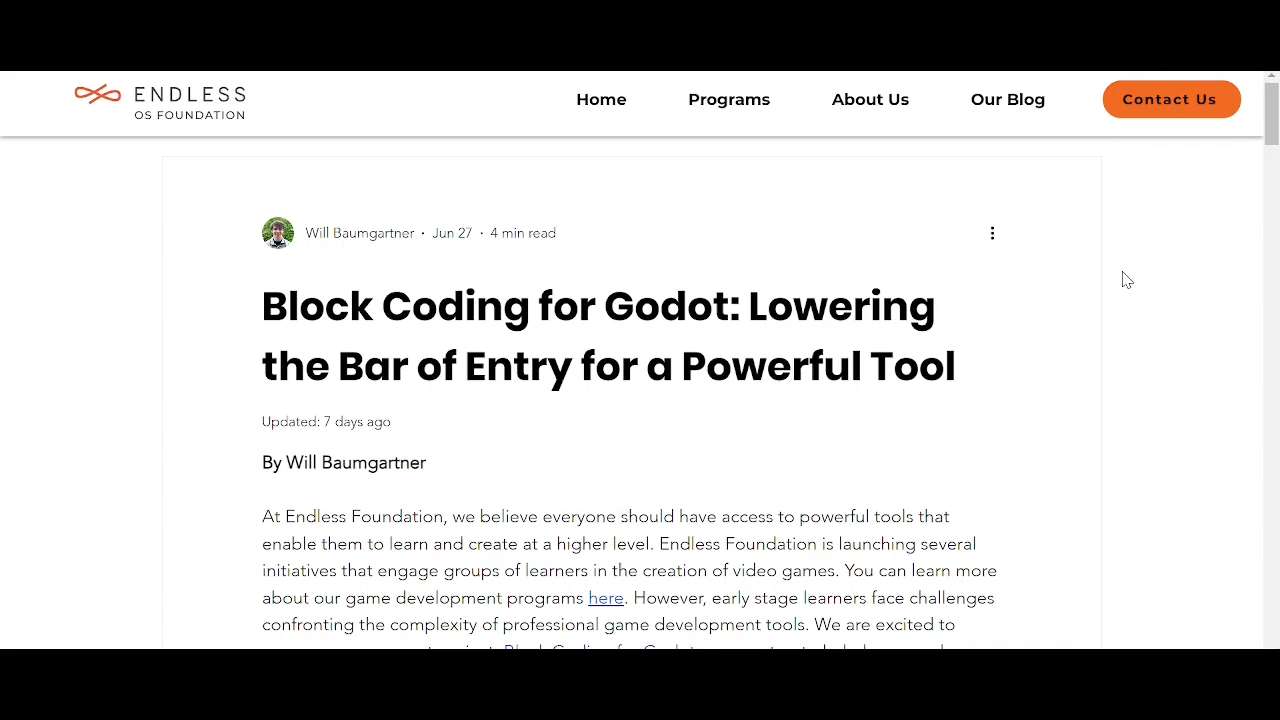 ENDLESS
OS FOUNDATION
Home Programs About Us Our Blog Contact Us
Will Baumgartner · Jun 27 · 4 min read
Block Coding for Godot: Lowering
the Bar of Entry for a Powerful Tool
Updated: 7 days ago
By Will Baumgartner
At Endless Foundation, we believe everyone should have access to powerful tools that
enable them to learn and create at a higher level. Endless Foundation is launching several
initiatives that engage groups of learners in the creation of video games. You can learn more
about our game development programs here. However, early stage learners face challenges
confronting the complexity of professional game development tools. We are excited to